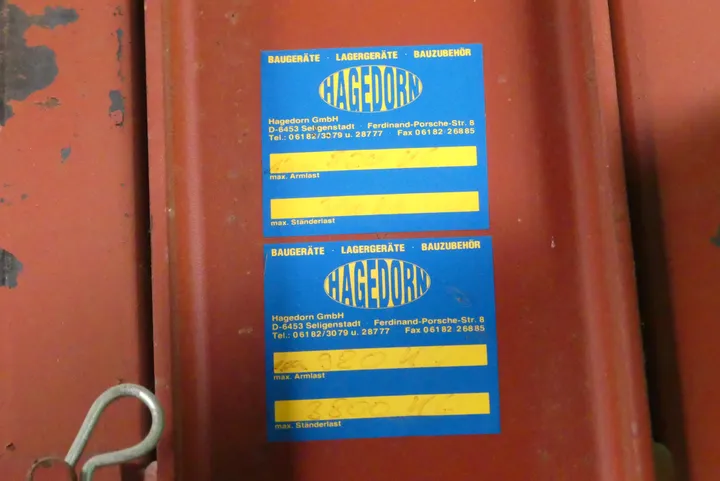 BAUGERÄTE · LAGERGERÄTE · BAUZUBEHÖR
HAGEDORN
Hagedorn GmbH
D-6453 Seligenstadt · Ferdinand-Porsche-Str. 8
Tel.: 06182/3079 u. 28777 Fax 06182 26885
max. Armlast
max. Ständerlast
BAUGERÄTE · LAGERGERÄTE · BAUZUBEHÖR
HAGEDORN
Hagedorn GmbH
D-6453 Seligenstadt · Ferdinand-Porsche-Str. 8
Tel.: 06182/3079 u. 28777 Fax 06182 26885
380
max. Armlast
3800
max. Ständerlast